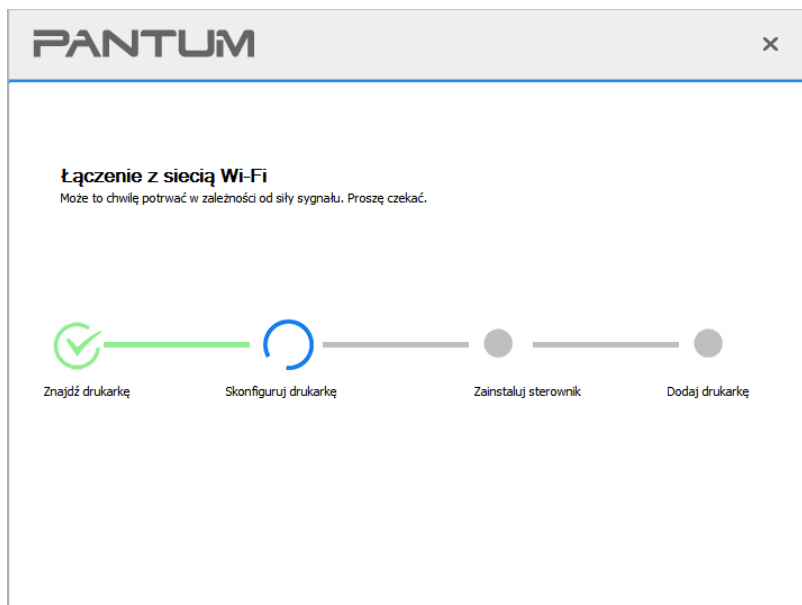 PANTUM
Łączenie z siecią Wi-Fi
Może to chwilę potrwać w zależności od siły sygnału. Proszę czekać.
Znajdź drukarkę
Skonfiguruj drukarkę
Zainstaluj sterownik
Dodaj drukarkę